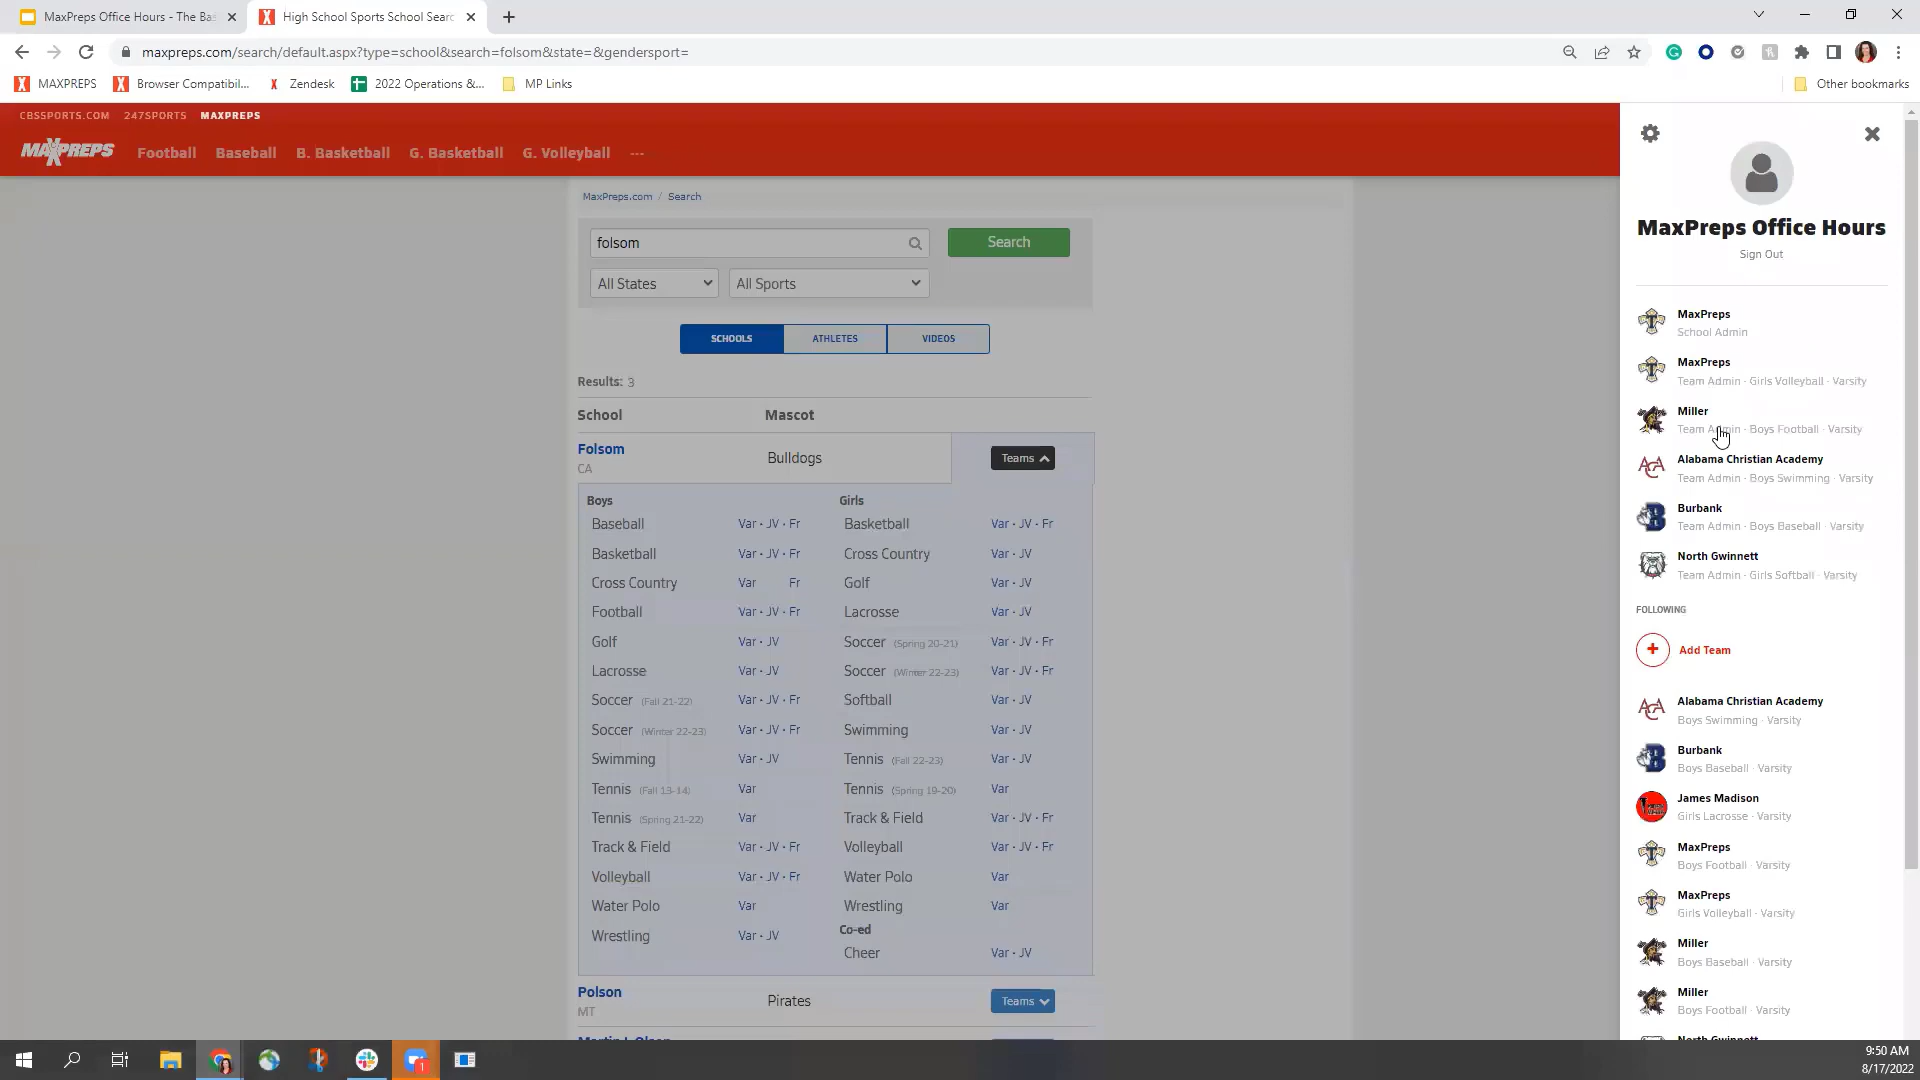 MaxPreps Office Hours - The Bas
High School Sports School Searc
maxpreps.com/search/default.aspx?type=school&search=folsom&state=&gendersport=
MAXPREPS
Browser Compatibil...
Zendesk
2022 Operations &...
MP Links
Other bookmarks
CBSSPORTS.COM 247SPORTS MAXPREPS
MAXPREPS Football Baseball B. Basketball G. Basketball G. Volleyball ---
MaxPreps.com / Search
folsom Search
All States All Sports
SCHOOLS ATHLETES VIDEOS
Results: 3
School Mascot
Folsom Bulldogs Teams
CA
Boys Girls
Baseball Var · JV · Fr Basketball Var · JV · Fr
Basketball Var · JV · Fr Cross Country Var · JV
Cross Country Var Fr Golf Var · JV
Football Var · JV · Fr Lacrosse Var · JV
Golf Var · JV Soccer (Spring 20-21) Var · JV · Fr
Lacrosse Var · JV Soccer (Winter 22-23) Var · JV · Fr
Soccer (Fall 21-22) Var · JV · Fr Softball Var · JV
Soccer (Winter 22-23) Var · JV · Fr Swimming Var · JV
Swimming Var · JV Tennis (Fall 22-23) Var · JV
Tennis (Fall 13-14) Var Tennis (Spring 19-20) Var
Tennis (Spring 21-22) Var Track & Field Var · JV · Fr
Track & Field Var · JV · Fr Volleyball Var · JV · Fr
Volleyball Var · JV · Fr Water Polo Var
Water Polo Var Wrestling Var
Co-ed
Wrestling Var · JV Cheer Var · JV
Polson Pirates Teams
MT
MaxPreps Office Hours
Sign Out
MaxPreps
School Admin
MaxPreps
Team Admin · Girls Volleyball · Varsity
Miller
Team Admin · Boys Football · Varsity
Alabama Christian Academy
Team Admin · Boys Swimming · Varsity
Burbank
Team Admin · Boys Baseball · Varsity
North Gwinnett
Team Admin · Girls Softball · Varsity
FOLLOWING
+ Add Team
Alabama Christian Academy
Boys Swimming · Varsity
Burbank
Boys Baseball · Varsity
James Madison
Girls Lacrosse · Varsity
MaxPreps
Boys Football · Varsity
MaxPreps
Girls Volleyball · Varsity
Miller
Boys Baseball · Varsity
Miller
Boys Football · Varsity
North Gwinnett
1
9:50 AM
8/17/2022